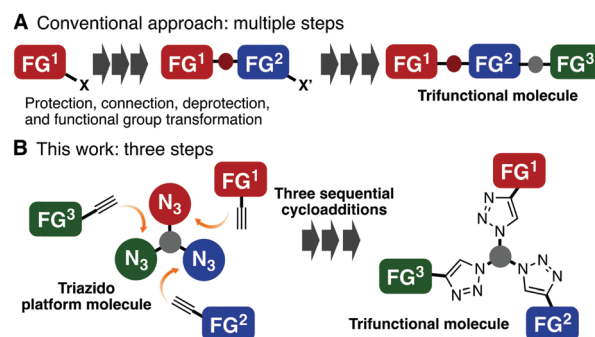 A Conventional approach: multiple steps
FG¹ X FG¹ FG² X' FG¹ FG² FG³
Protection, connection, deprotection,
and functional group transformation
Trifunctional molecule
B This work: three steps
FG³ N₃ FG¹
N₃ N₃
Triazido
platform molecule
FG²
Three sequential
cycloadditions
FG¹
N N N
FG³ N N N
N N N
FG²
Trifunctional molecule